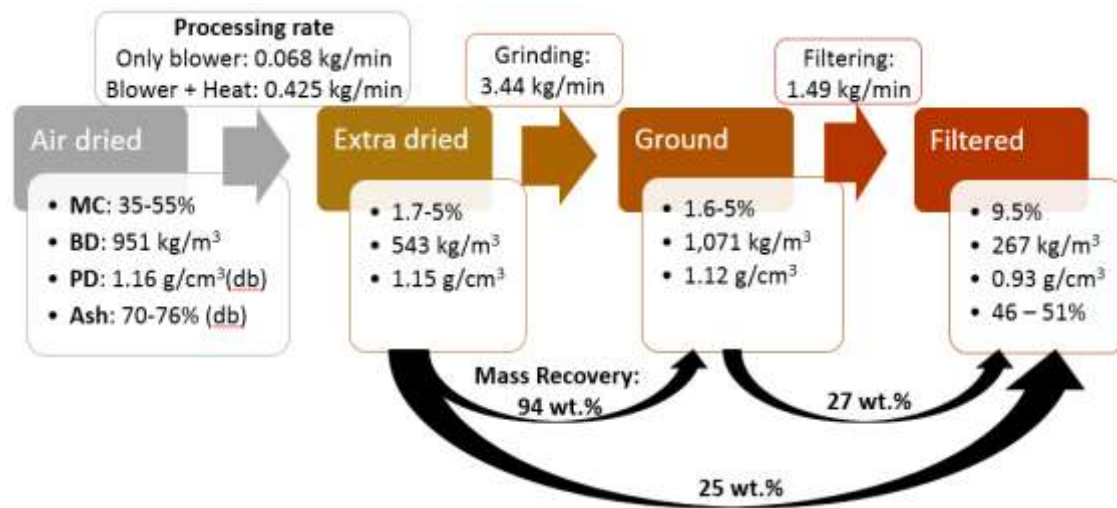 Processing rate
Only blower: 0.068 kg/min
Blower + Heat: 0.425 kg/min
Grinding:
3.44 kg/min
Filtering:
1.49 kg/min
Air dried
Extra dried
Ground
Filtered
• MC: 35-55%
• BD: 951 kg/m³
• PD: 1.16 g/cm³(db)
• Ash: 70-76% (db)
• 1.7-5%
• 543 kg/m³
• 1.15 g/cm³
• 1.6-5%
• 1,071 kg/m³
• 1.12 g/cm³
• 9.5%
• 267 kg/m³
• 0.93 g/cm³
• 46 – 51%
Mass Recovery:
94 wt.%
27 wt.%
25 wt.%